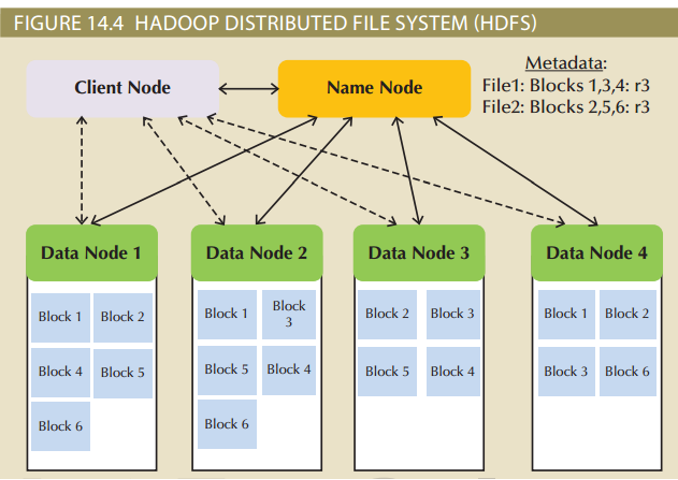 FIGURE 14.4 HADOOP DISTRIBUTED FILE SYSTEM (HDFS)
Client Node
Name Node
Metadata:
File1: Blocks 1,3,4: r3
File2: Blocks 2,5,6: r3
Data Node 1
Data Node 2
Data Node 3
Data Node 4
Block 1
Block 2
Block 4
Block 5
Block 6
Block 1
Block
3
Block 5
Block 4
Block 6
Block 2
Block 3
Block 5
Block 4
Block 1
Block 2
Block 3
Block 6